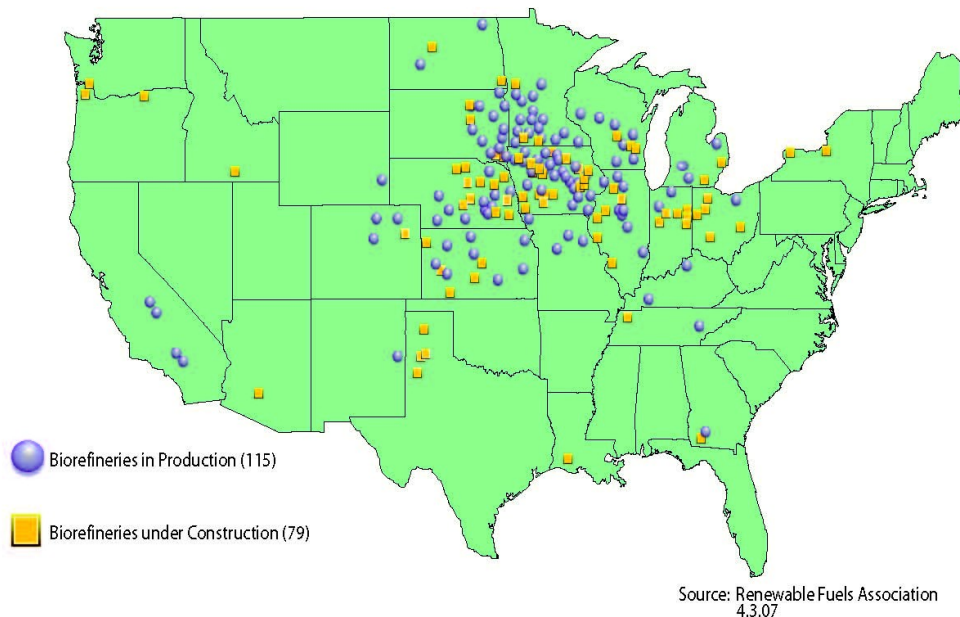 Biorefineries in Production (115)
Biorefineries under Construction (79)
Source: Renewable Fuels Association
4.3.07